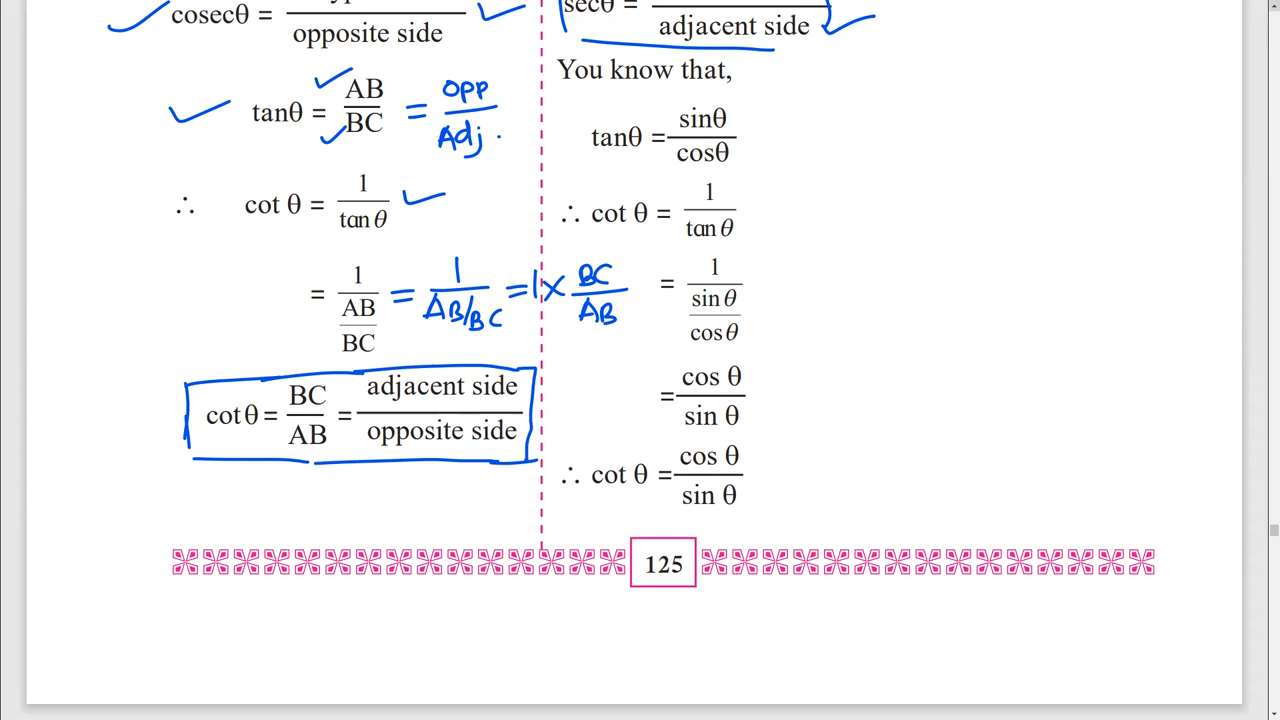 cosecθ =
opposite side
tanθ = AB/BC = opp/Adj.
∴ cot θ = 1/tan θ
= 1/(AB/BC) = 1/(AB/BC) = 1 × BC/AB
cotθ = BC/AB = adjacent side/opposite side
secθ =
adjacent side
You know that,
tanθ = sinθ/cosθ
∴ cot θ = 1/tan θ
= 1/(sin θ/cos θ)
= cos θ/sin θ
∴ cot θ = cos θ/sin θ
125